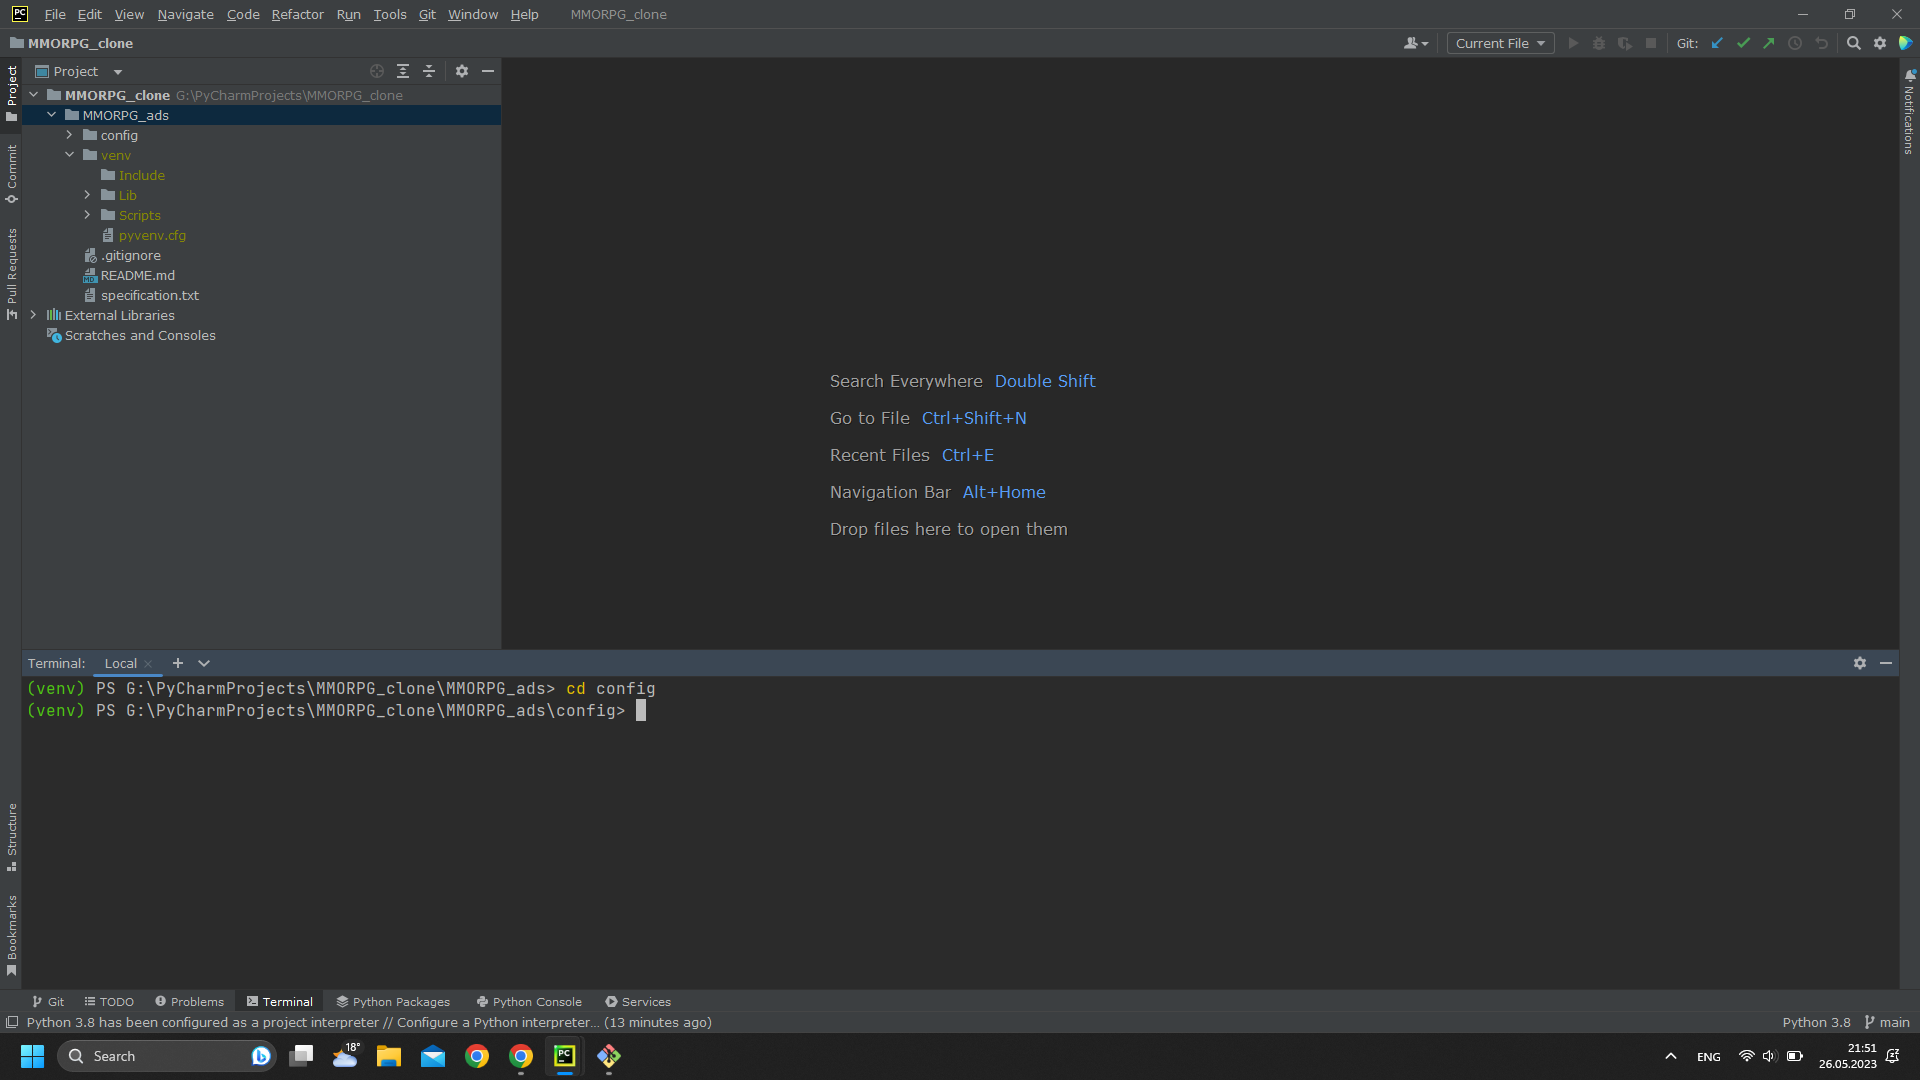 PC File Edit View Navigate Code Refactor Run Tools Git Window Help MMORPG_clone
MMORPG_clone Current File Git:
Project
MMORPG_clone G:\PyCharmProjects\MMORPG_clone
MMORPG_ads
config
venv
Include
Lib
Scripts
pyvenv.cfg
.gitignore
README.md
specification.txt
External Libraries
Scratches and Consoles
Project
Commit
Pull Requests
Structure
Bookmarks
Notifications
Search Everywhere Double Shift
Go to File Ctrl+Shift+N
Recent Files Ctrl+E
Navigation Bar Alt+Home
Drop files here to open them
Terminal: Local
(venv) PS G:\PyCharmProjects\MMORPG_clone\MMORPG_ads> cd config
(venv) PS G:\PyCharmProjects\MMORPG_clone\MMORPG_ads\config>
Git TODO Problems Terminal Python Packages Python Console Services
Python 3.8 has been configured as a project interpreter // Configure a Python interpreter... (13 minutes ago) Python 3.8 main
Search 18° PC ENG 21:51
26.05.2023